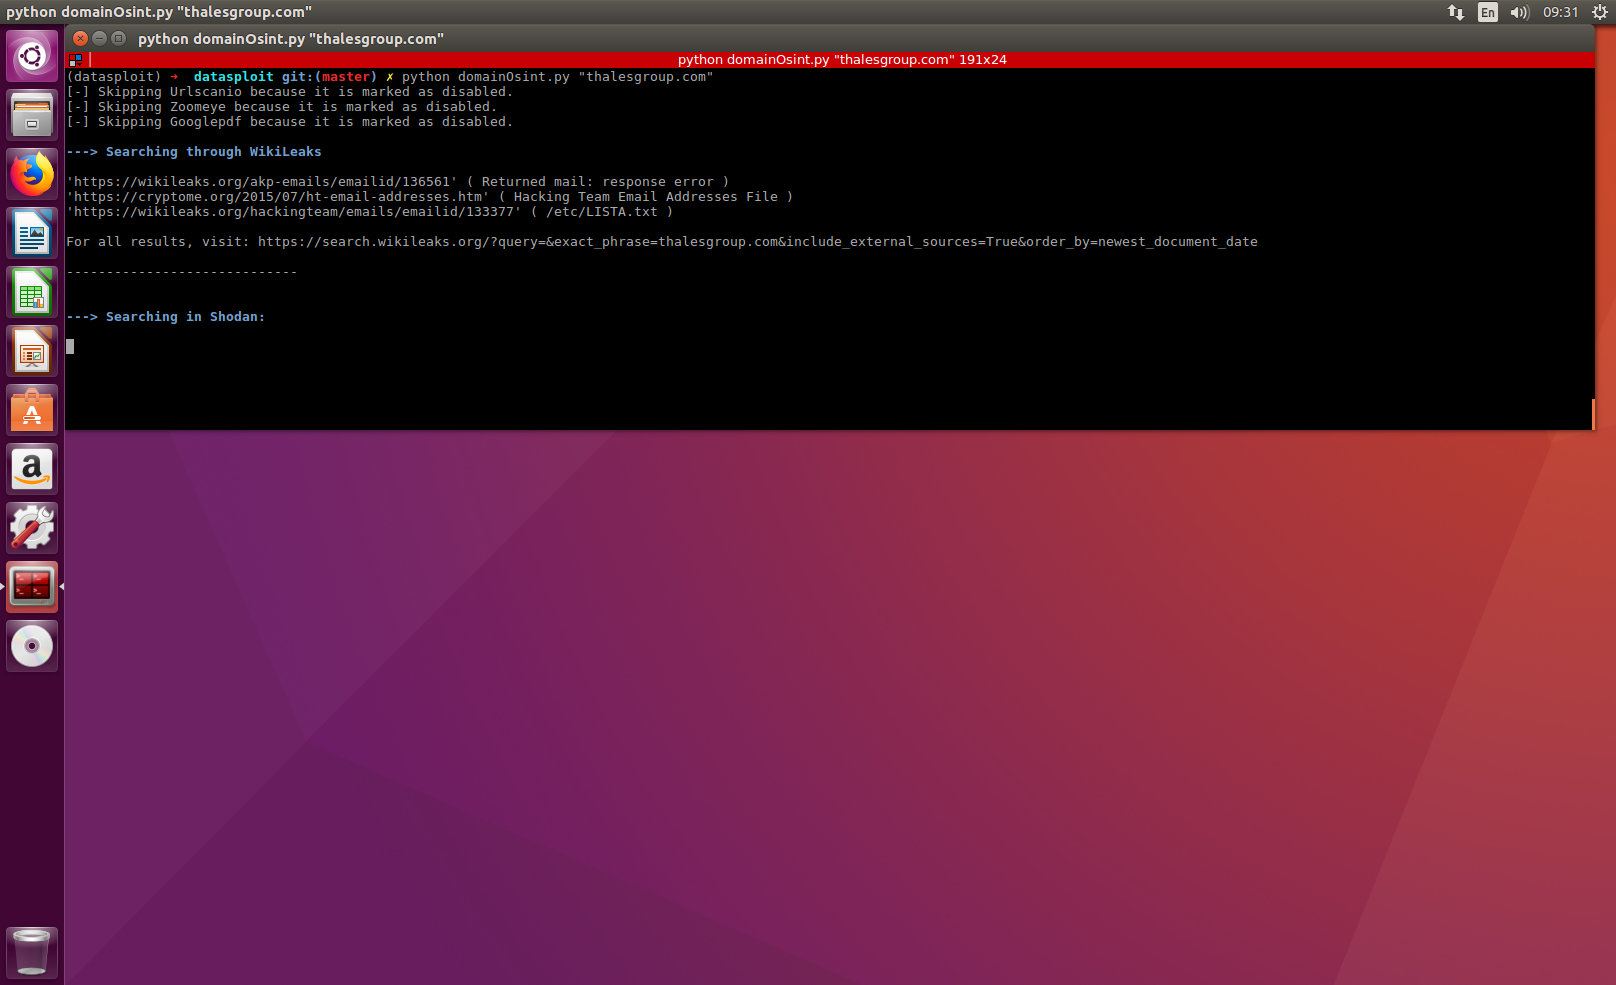 python domainOsint.py "thalesgroup.com"
En
09:31
python domainOsint.py "thalesgroup.com"
python domainOsint.py "thalesgroup.com" 191x24
(datasploit) ➜  datasploit git:(master) ✗ python domainOsint.py "thalesgroup.com"
[-] Skipping Urlscanio because it is marked as disabled.
[-] Skipping Zoomeye because it is marked as disabled.
[-] Skipping Googlepdf because it is marked as disabled.
---> Searching through WikiLeaks
'https://wikileaks.org/akp-emails/emailid/136561' ( Returned mail: response error )
'https://cryptome.org/2015/07/ht-email-addresses.htm' ( Hacking Team Email Addresses File )
'https://wikileaks.org/hackingteam/emails/emailid/133377' ( /etc/LISTA.txt )
For all results, visit: https://search.wikileaks.org/?query=&exact_phrase=thalesgroup.com&include_external_sources=True&order_by=newest_document_date
-----------------------------
---> Searching in Shodan: